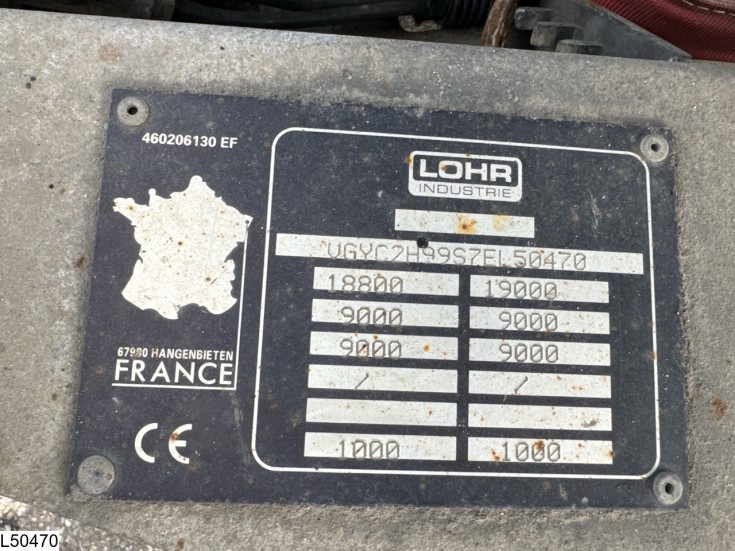 460206130 EF
LOHR
INDUSTRIE
VGYC2H99S7EL50470
18800 19000
9000 9000
9000 9000
/ /
1000 1000
67980 HANGENBIETEN
FRANCE
CE
L50470